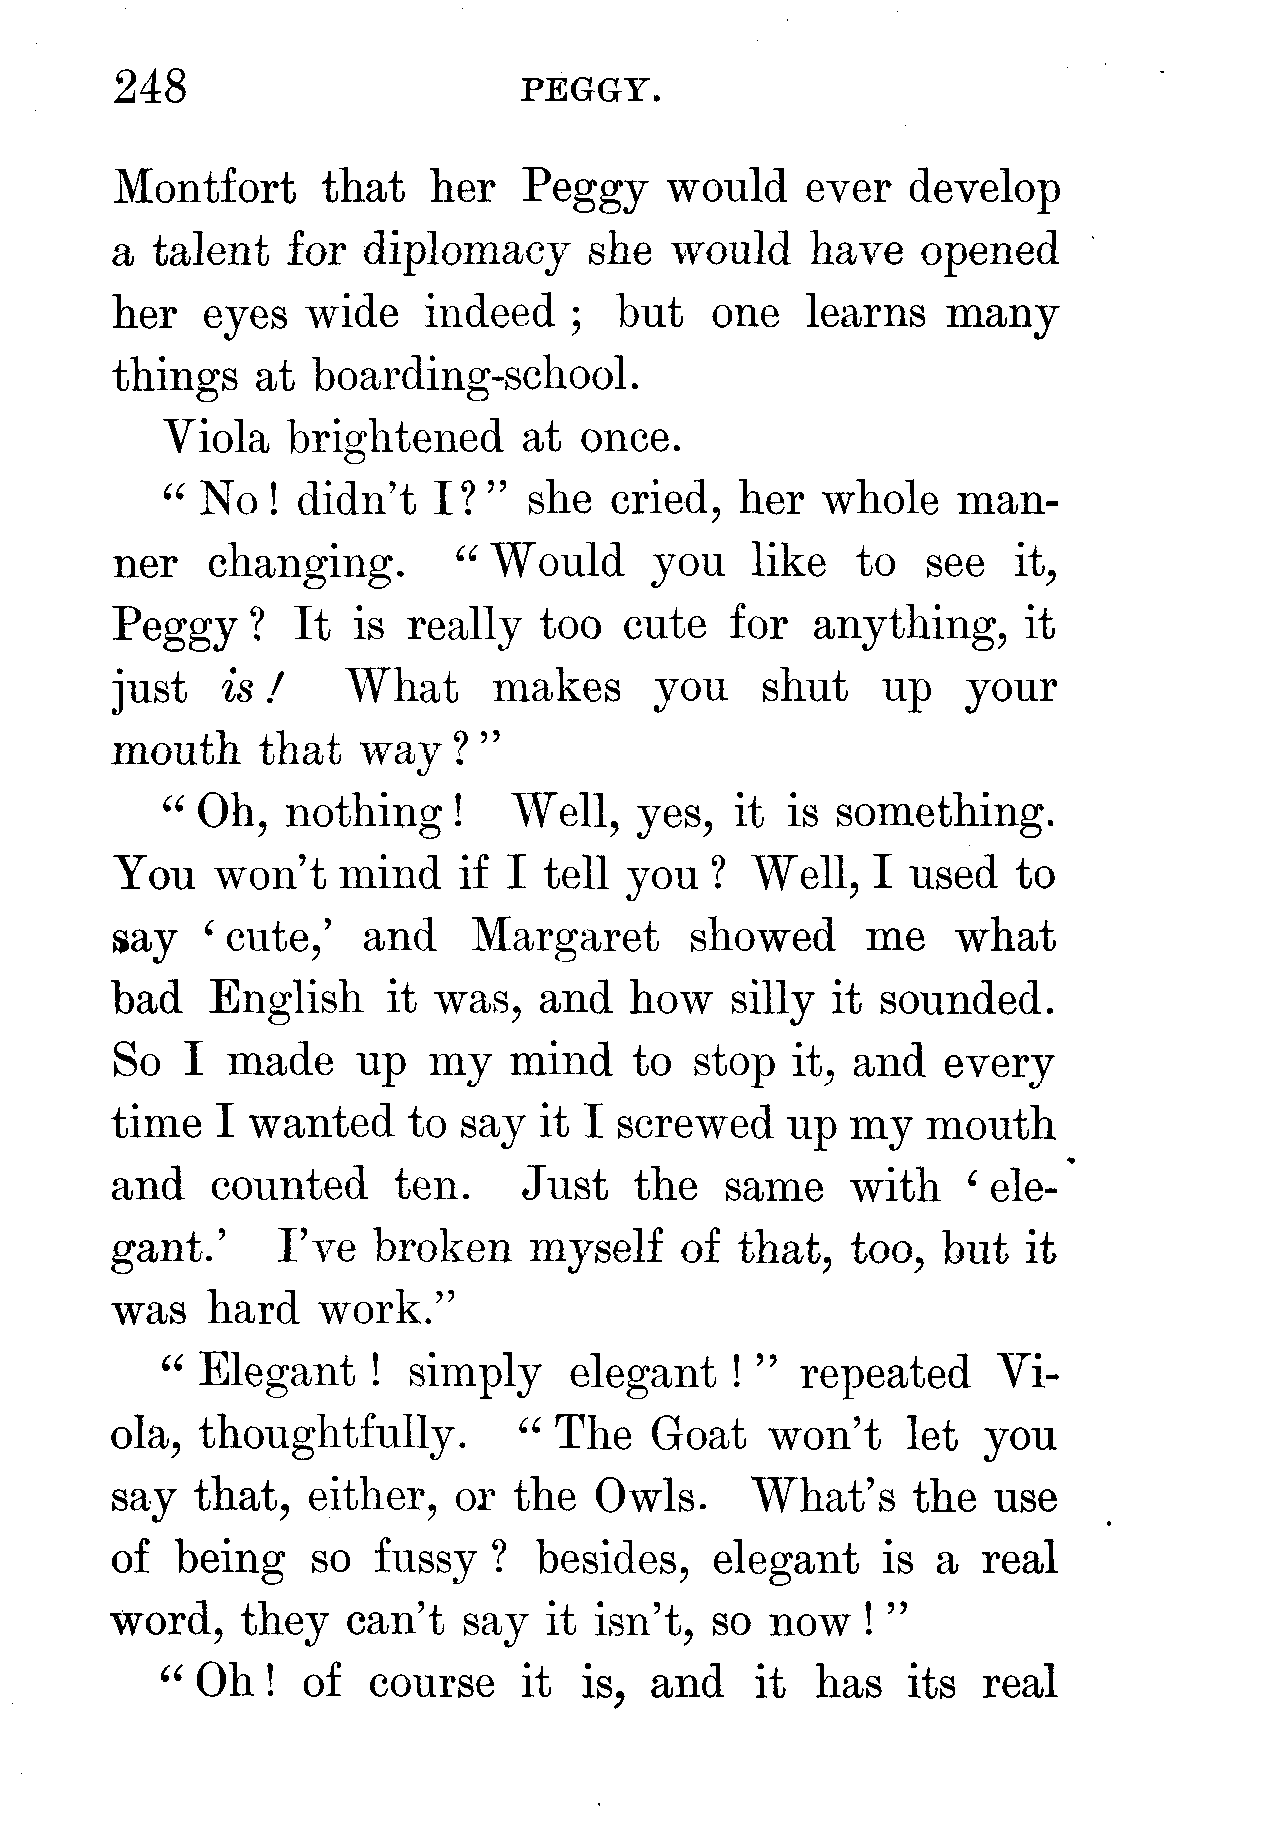 248 PEGGY.
Montfort that her Peggy would ever develop
a talent for diplomacy she would have opened
her eyes wide indeed ; but one learns many
things at boarding-school.
Viola brightened at once.
“ No ! didn’t I ? ” she cried, her whole man-
ner changing. “ Would you like to see it,
Peggy ? It is really too cute for anything, it
just is ! What makes you shut up your
mouth that way ? ”
“ Oh, nothing ! Well, yes, it is something.
You won’t mind if I tell you ? Well, I used to
say ‘ cute,’ and Margaret showed me what
bad English it was, and how silly it sounded.
So I made up my mind to stop it, and every
time I wanted to say it I screwed up my mouth
and counted ten. Just the same with ‘ ele-
gant.’ I’ve broken myself of that, too, but it
was hard work.”
“ Elegant ! simply elegant ! ” repeated Vi-
ola, thoughtfully. “ The Goat won’t let you
say that, either, or the Owls. What’s the use
of being so fussy ? besides, elegant is a real
word, they can’t say it isn’t, so now ! ”
“ Oh ! of course it is, and it has its real